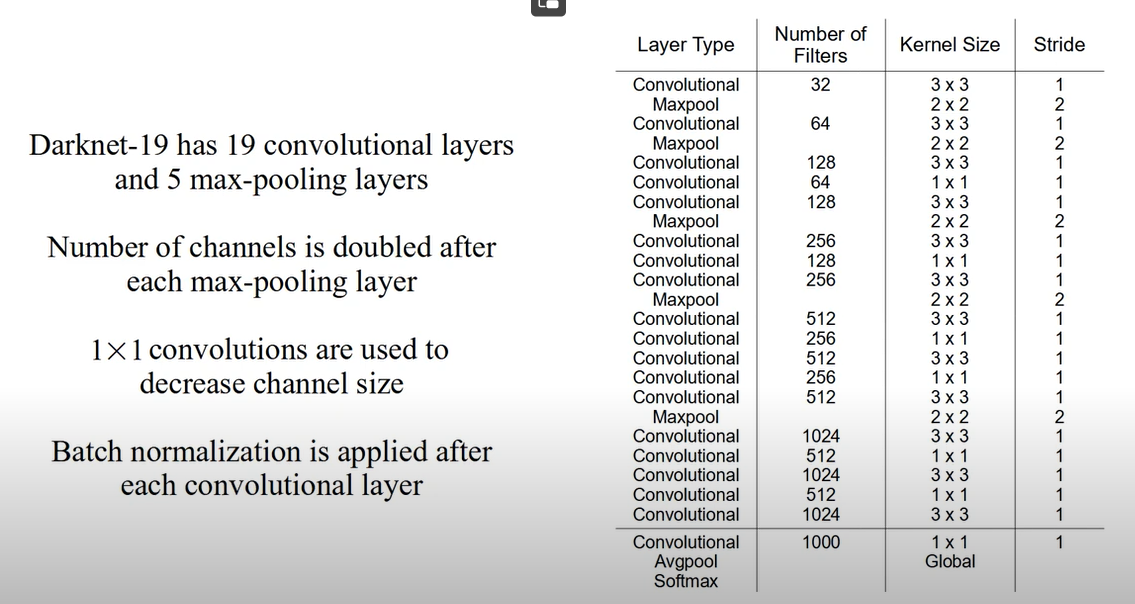 Darknet-19 has 19 convolutional layers
and 5 max-pooling layers
Number of channels is doubled after
each max-pooling layer
1×1 convolutions are used to
decrease channel size
Batch normalization is applied after
each convolutional layer
Layer Type Number of Filters Kernel Size Stride
Convolutional 32 3 x 3 1
Maxpool 2 x 2 2
Convolutional 64 3 x 3 1
Maxpool 2 x 2 2
Convolutional 128 3 x 3 1
Convolutional 64 1 x 1 1
Convolutional 128 3 x 3 1
Maxpool 2 x 2 2
Convolutional 256 3 x 3 1
Convolutional 128 1 x 1 1
Convolutional 256 3 x 3 1
Maxpool 2 x 2 2
Convolutional 512 3 x 3 1
Convolutional 256 1 x 1 1
Convolutional 512 3 x 3 1
Convolutional 256 1 x 1 1
Convolutional 512 3 x 3 1
Maxpool 2 x 2 2
Convolutional 1024 3 x 3 1
Convolutional 512 1 x 1 1
Convolutional 1024 3 x 3 1
Convolutional 512 1 x 1 1
Convolutional 1024 3 x 3 1
Convolutional 1000 1 x 1 1
Avgpool Global
Softmax